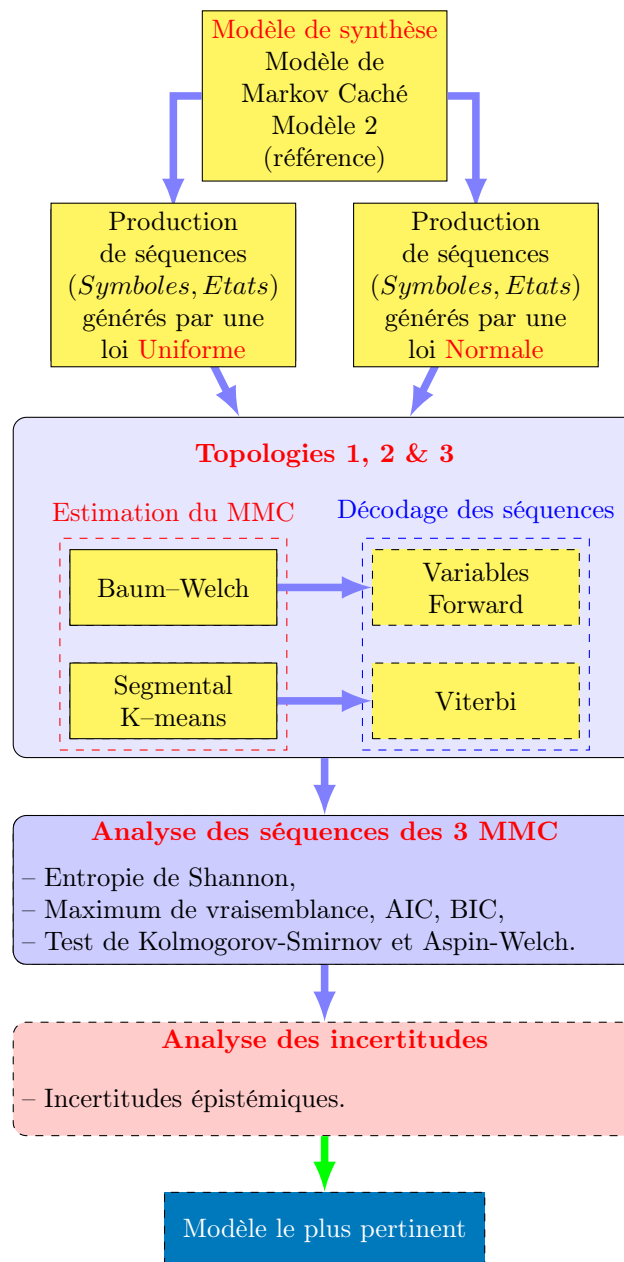 Modèle de synthèse
Modèle de
Markov Caché
Modèle 2
(référence)
Production
de séquences
(Symboles, Etats)
générés par une
loi Uniforme
Production
de séquences
(Symboles, Etats)
générés par une
loi Normale
Topologies 1, 2 & 3
Estimation du MMC
Décodage des séquences
Baum–Welch
Variables
Forward
Segmental
K–means
Viterbi
Analyse des séquences des 3 MMC
– Entropie de Shannon,
– Maximum de vraisemblance, AIC, BIC,
– Test de Kolmogorov-Smirnov et Aspin-Welch.
Analyse des incertitudes
– Incertitudes épistémiques.
Modèle le plus pertinent